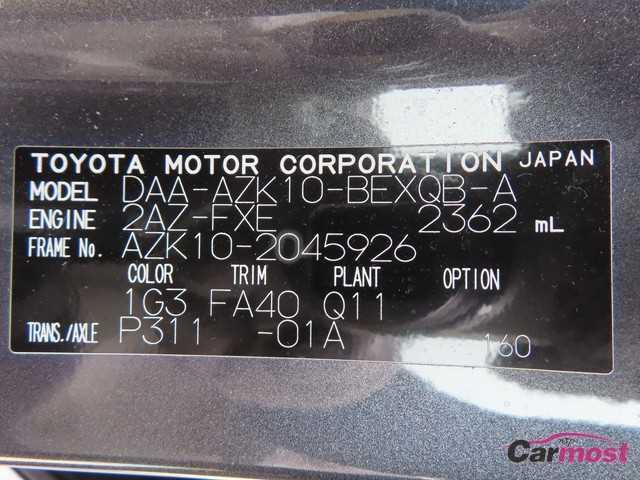 TOYOTA MOTOR CORPORATION JAPAN
MODEL DAA-AZK10-BEXQB-A
ENGINE 2AZ-FXE 2362 mL
FRAME No. AZK10-2045926
COLOR TRIM PLANT OPTION
1G3 FA40 Q11
TRANS./AXLE P311 -01A
160
Carmost